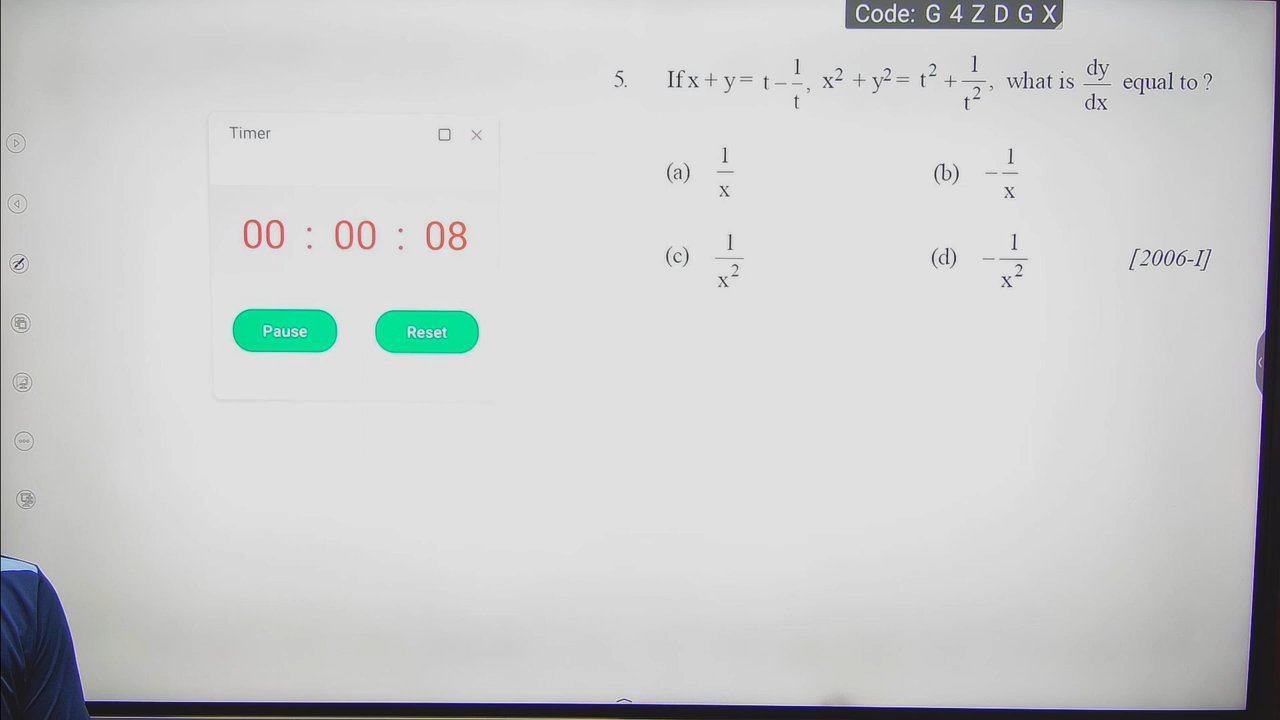 Code: G 4 Z D G X
5. If x + y = t − 1/t, x² + y² = t² + 1/t², what is dy/dx equal to ?
Timer
(a) 1/x (b) −1/x
00 : 00 : 08
(c) 1/x² (d) −1/x² [2006-I]
Pause Reset